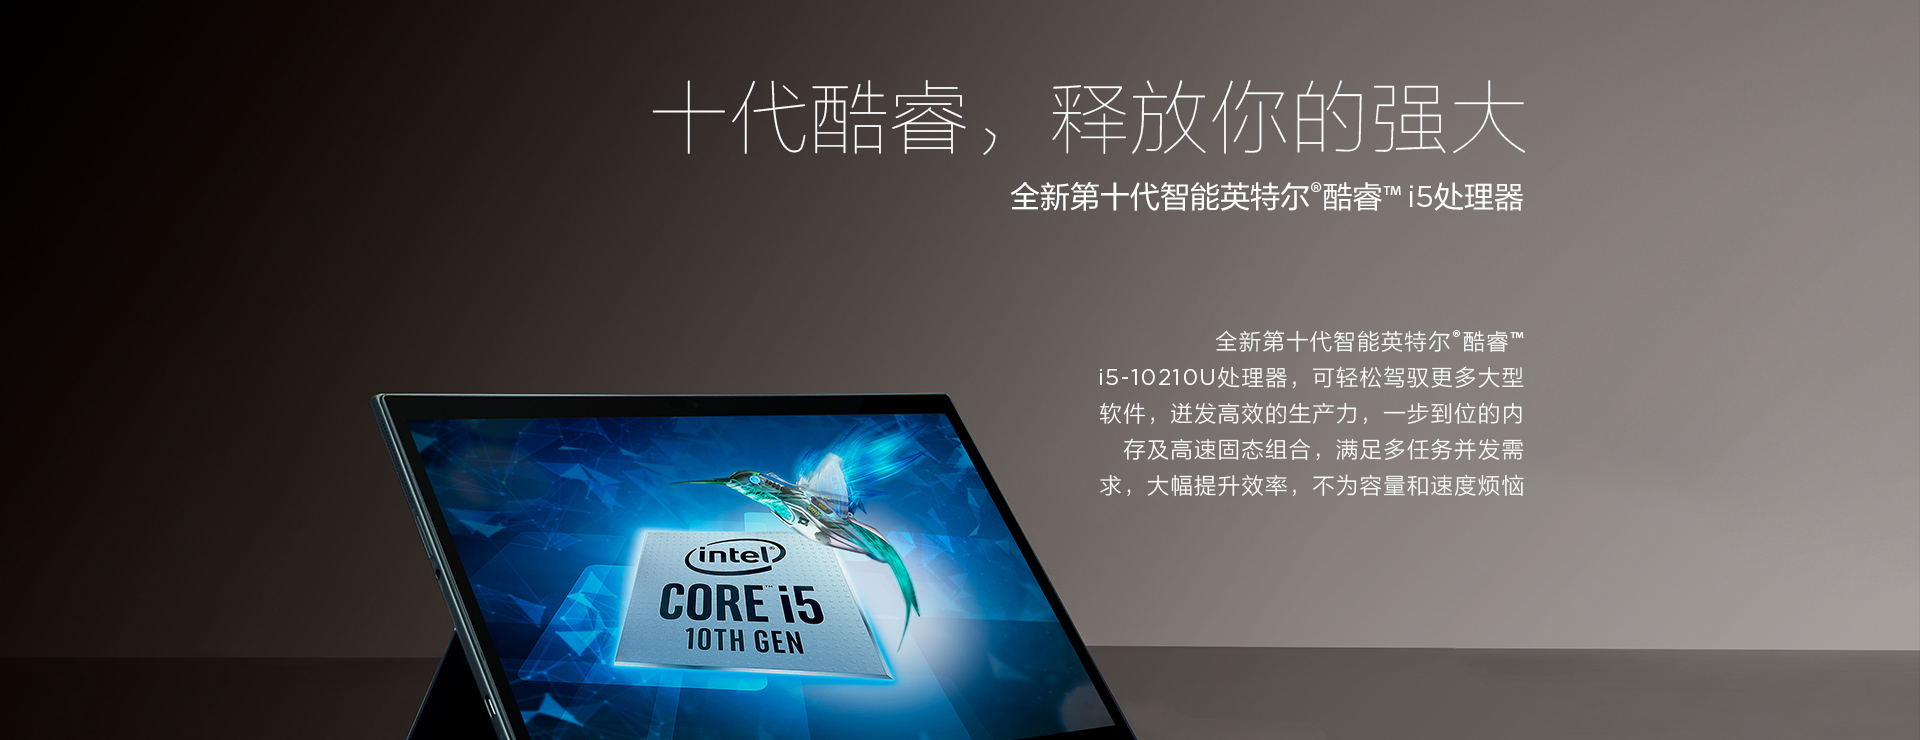 十代酷睿，释放你的强大
全新第十代智能英特尔®酷睿™ i5处理器
全新第十代智能英特尔®酷睿™
i5-10210U处理器，可轻松驾驭更多大型
软件，迸发高效的生产力，一步到位的内
存及高速固态组合，满足多任务并发需
求，大幅提升效率，不为容量和速度烦恼
intel®
CORE™ i5
10TH GEN